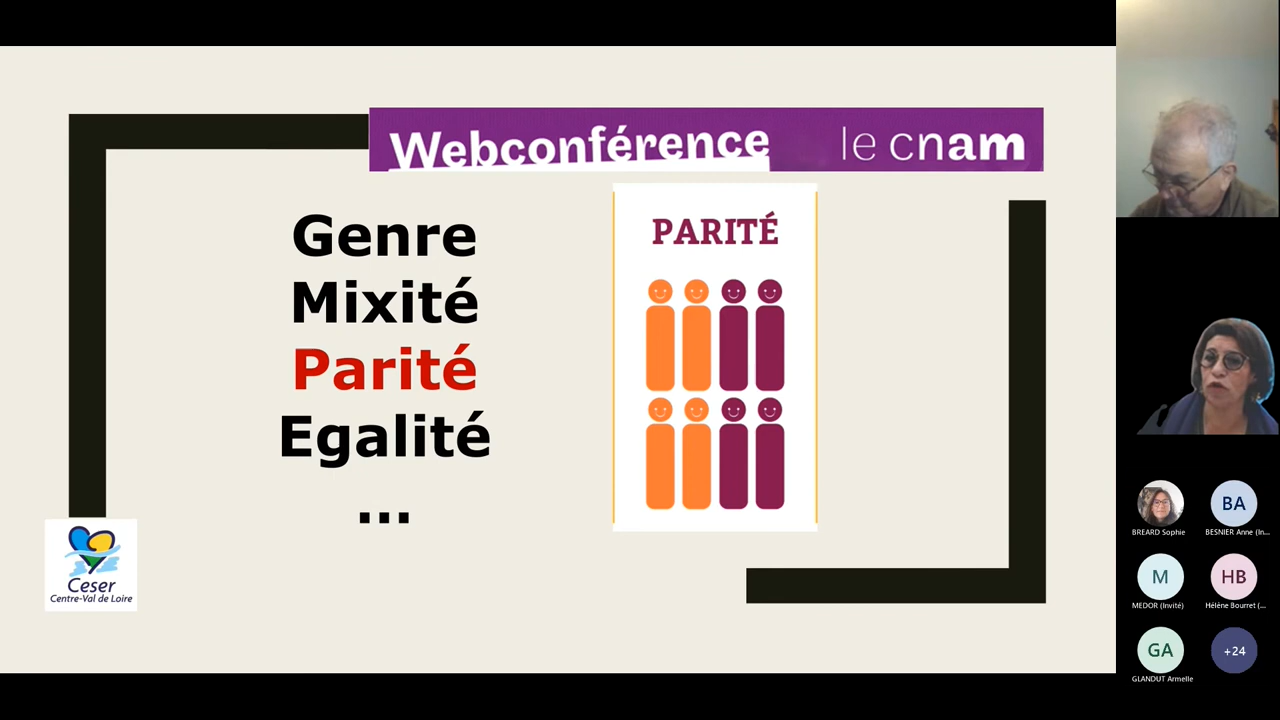 Webconférence
le cnam
Genre
Mixité
Parité
Egalité
...
PARITÉ
Ceser
Centre-Val de Loire
BREARD Sophie
BA
BESNIER Anne (In...
M
MEDOR (Invité)
HB
Hélène Bourret (...
GA
GLANDUT Armelle
+24